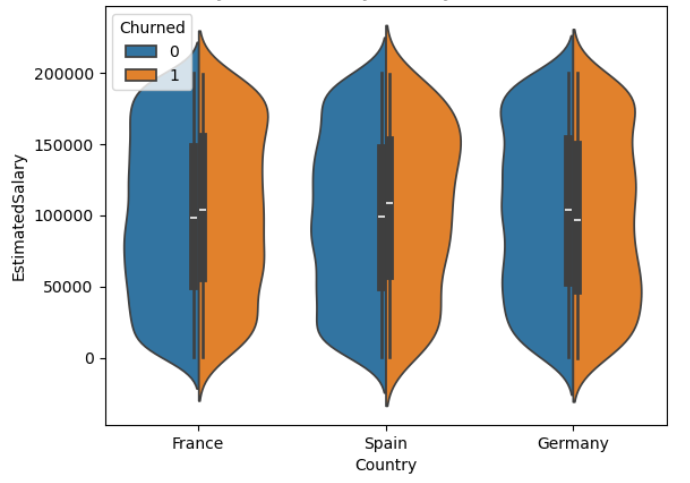 Churned
0
1
200000
150000
100000
50000
0
EstimatedSalary
France
Spain
Germany
Country